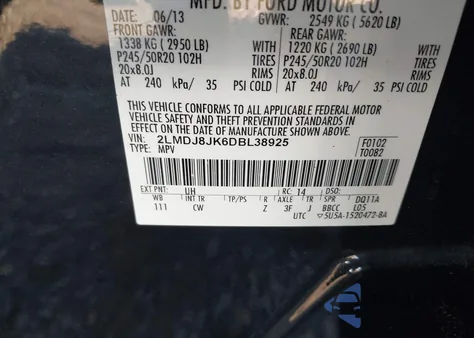 MFD. BY FORD MOTOR CO.
DATE: 06/13 GVWR: 2549 KG ( 5620 LB)
FRONT GAWR: REAR GAWR:
1338 KG ( 2950 LB) WITH 1220 KG ( 2690 LB) WITH
P245/50R20 102H TIRES P245/50R20 102H TIRES
20x8.0J RIMS 20x8.0J RIMS
AT 240 kPa/ 35 PSI COLD AT 240 kPa/ 35 PSI COLD
THIS VEHICLE CONFORMS TO ALL APPLICABLE FEDERAL MOTOR
VEHICLE SAFETY AND THEFT PREVENTION STANDARDS IN
EFFECT ON THE DATE OF MANUFACTURE SHOWN ABOVE.
VIN: 2LMDJ8JK6DBL38925 F0102
TYPE: MPV T0082
EXT PNT: UH RC: 14 DSO:
WB INT TR TP/PS R AXLE TR SPR DQ11A
111 CW Z 3F J BBCC LOS
UTC ▽5U5A-1520472-BA